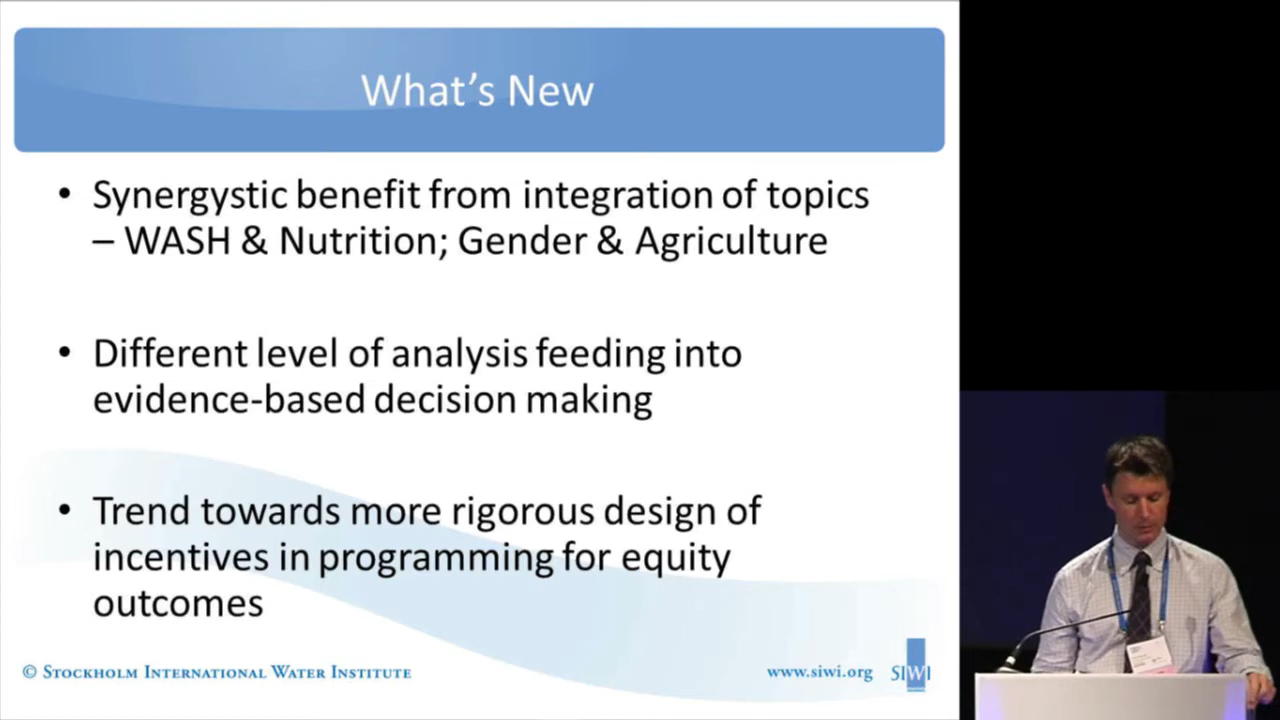 What's New
• Synergystic benefit from integration of topics
– WASH & Nutrition; Gender & Agriculture
• Different level of analysis feeding into
evidence-based decision making
• Trend towards more rigorous design of
incentives in programming for equity
outcomes
© STOCKHOLM INTERNATIONAL WATER INSTITUTE
www.siwi.org
SIWI